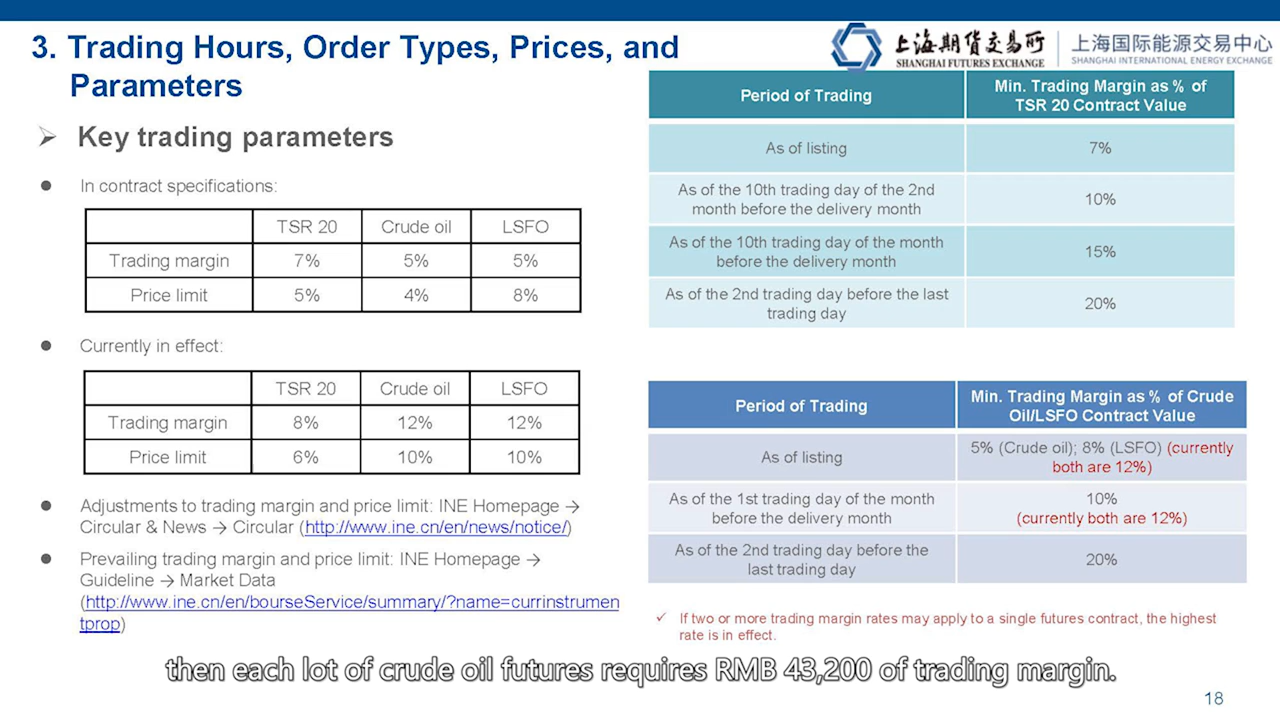 3. Trading Hours, Order Types, Prices, and
Parameters
上海期货交易所
SHANGHAI FUTURES EXCHANGE
上海国际能源交易中心
SHANGHAI INTERNATIONAL ENERGY EXCHANGE
➢ Key trading parameters
● In contract specifications:
TSR 20 Crude oil LSFO
Trading margin 7% 5% 5%
Price limit 5% 4% 8%
● Currently in effect:
TSR 20 Crude oil LSFO
Trading margin 8% 12% 12%
Price limit 6% 10% 10%
● Adjustments to trading margin and price limit: INE Homepage →
Circular & News → Circular (http://www.ine.cn/en/news/notice/)
● Prevailing trading margin and price limit: INE Homepage →
Guideline → Market Data
(http://www.ine.cn/en/bourseService/summary/?name=currinstrumen
tprop)
Period of Trading
Min. Trading Margin as % of
TSR 20 Contract Value
As of listing
7%
As of the 10th trading day of the 2nd
month before the delivery month
10%
As of the 10th trading day of the month
before the delivery month
15%
As of the 2nd trading day before the last
trading day
20%
Period of Trading
Min. Trading Margin as % of Crude
Oil/LSFO Contract Value
As of listing
5% (Crude oil); 8% (LSFO) (currently
both are 12%)
As of the 1st trading day of the month
before the delivery month
10%
(currently both are 12%)
As of the 2nd trading day before the
last trading day
20%
✓ If two or more trading margin rates may apply to a single futures contract, the highest
rate is in effect.
then each lot of crude oil futures requires RMB 43,200 of trading margin.
18